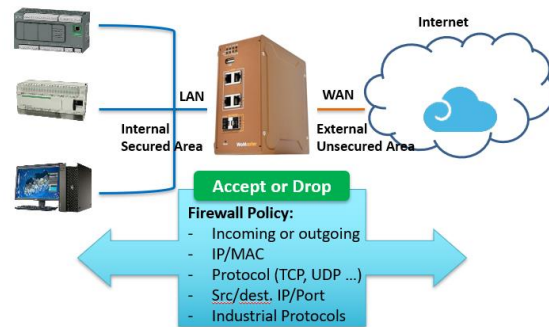 Internet
LAN
WAN
Internal
Secured Area
External
Unsecured Area
Accept or Drop
Firewall Policy:
- Incoming or outgoing
- IP/MAC
- Protocol (TCP, UDP ...)
- Src/dest. IP/Port
- Industrial Protocols